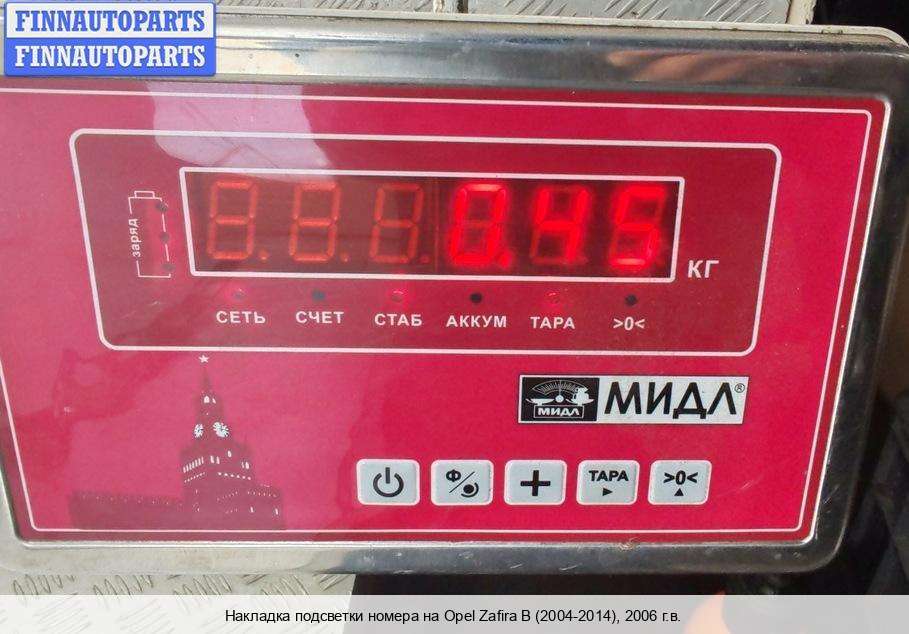 FINNAUTOPARTS
FINNAUTOPARTS
заряд
0.45
КГ
СЕТЬ СЧЕТ СТАБ АККУМ ТАРА >0<
МИДЛ МИДЛ®
Ф/ + ТАРА >0<
Накладка подсветки номера на Opel Zafira B (2004-2014), 2006 г.в.